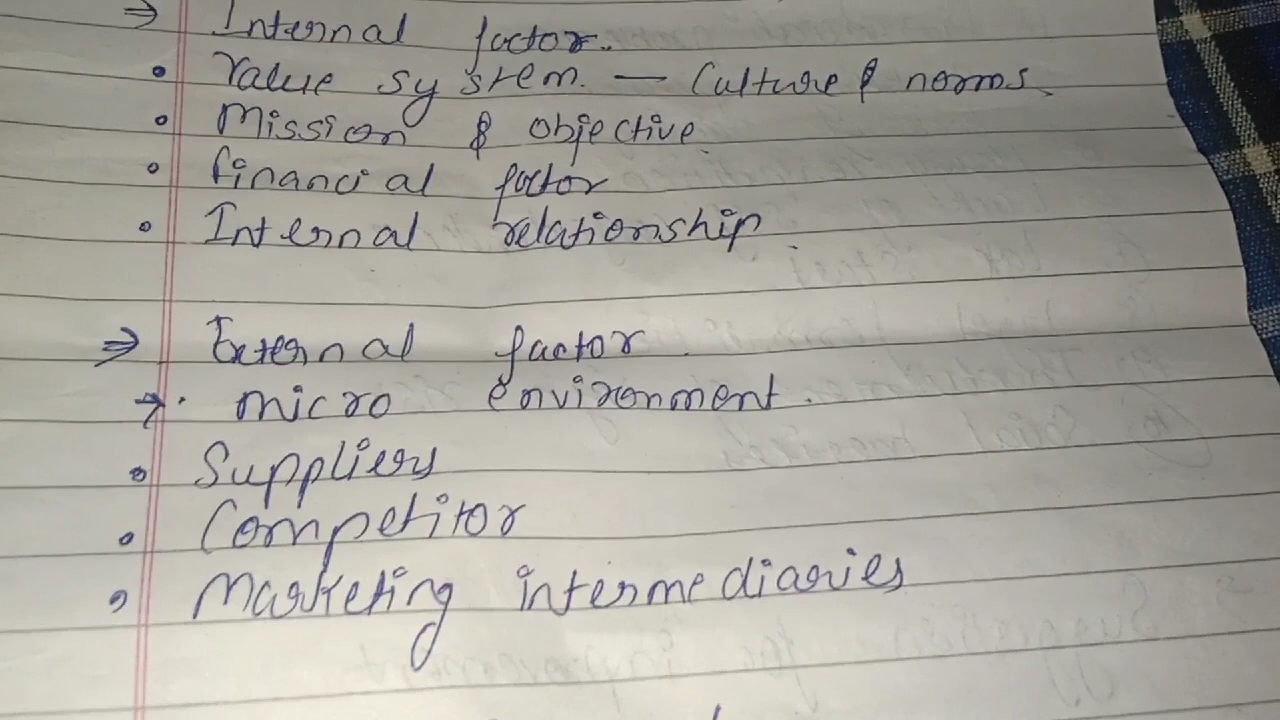 ⇒ Internal factor.
• Value system. — Culture & norms.
• Mission & objective
• financial factor
• Internal relationship
⇒ External factor
→ • micro environment.
• Suppliers
• Competitor
• Marketing intermediaries